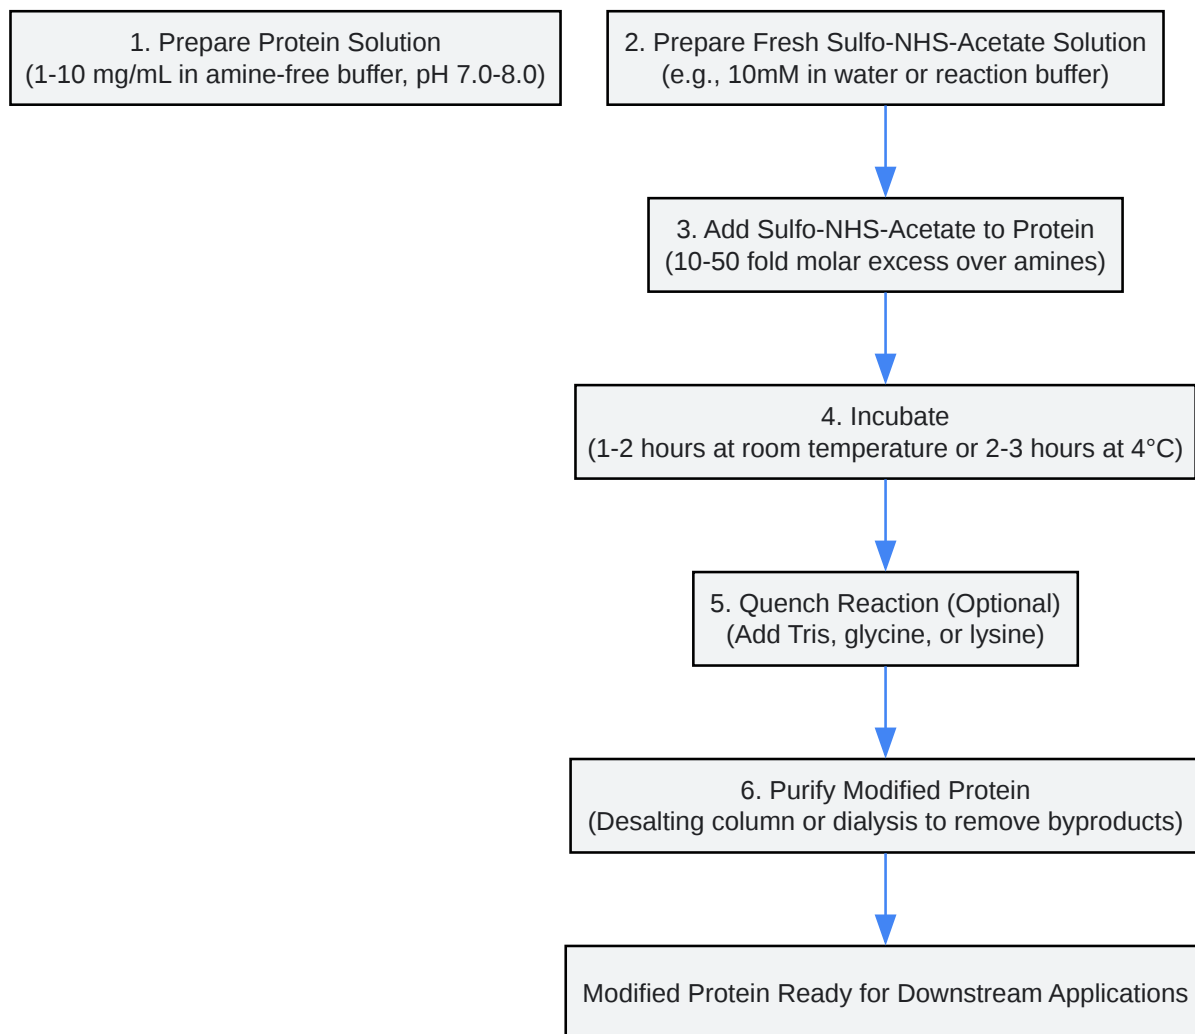 1. Prepare Protein Solution
(1-10 mg/mL in amine-free buffer, pH 7.0-8.0)
2. Prepare Fresh Sulfo-NHS-Acetate Solution
(e.g., 10mM in water or reaction buffer)
3. Add Sulfo-NHS-Acetate to Protein
(10-50 fold molar excess over amines)
4. Incubate
(1-2 hours at room temperature or 2-3 hours at 4°C)
5. Quench Reaction (Optional)
(Add Tris, glycine, or lysine)
6. Purify Modified Protein
(Desalting column or dialysis to remove byproducts)
Modified Protein Ready for Downstream Applications